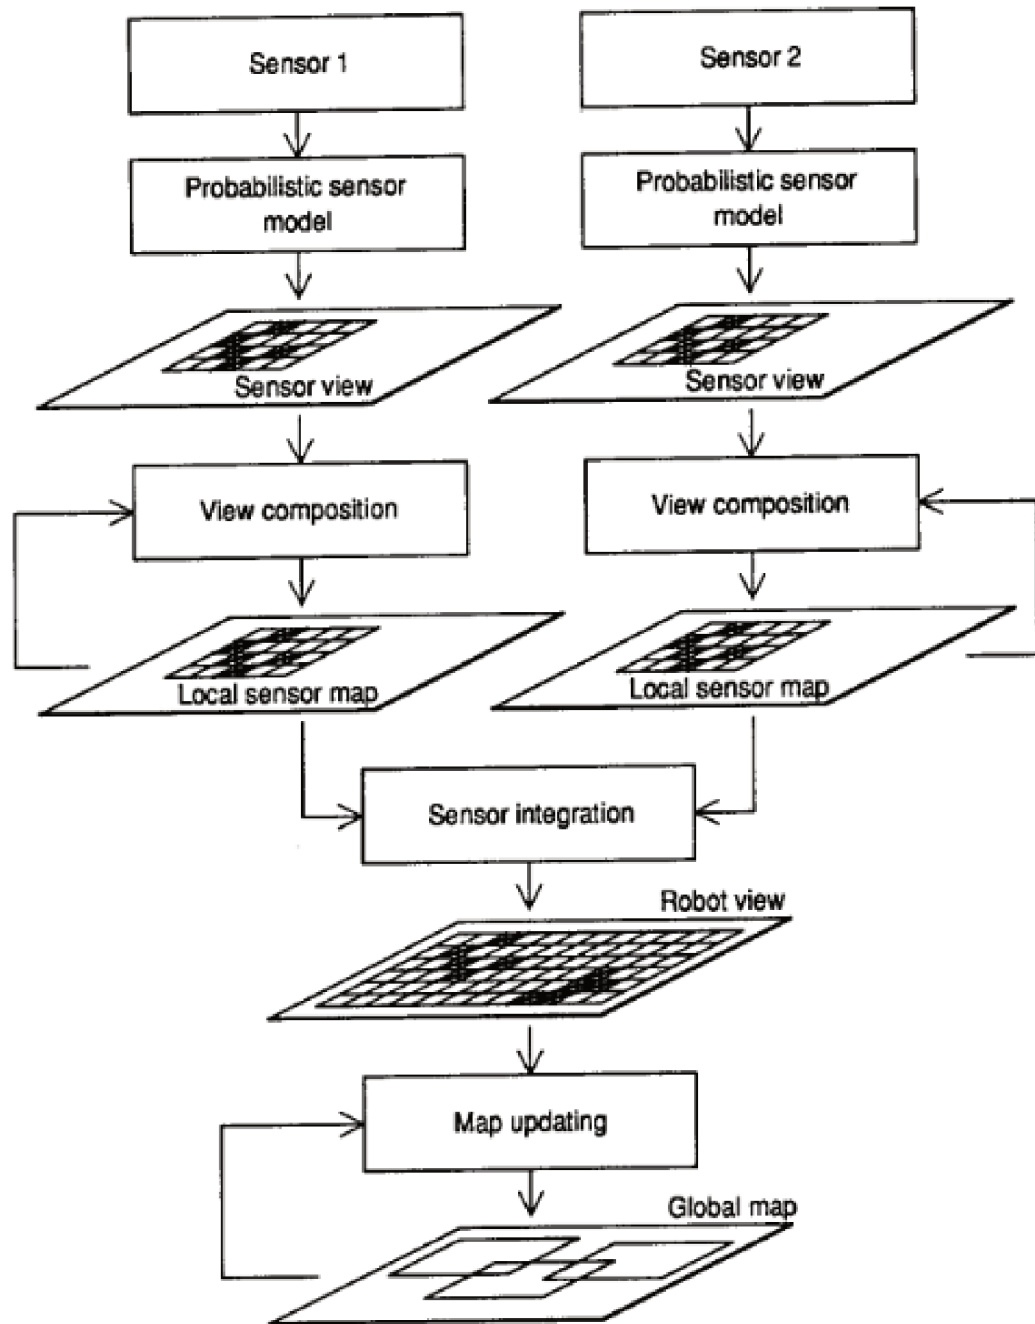 Sensor 1
Sensor 2
Probabilistic sensor
model
Probabilistic sensor
model
Sensor view
Sensor view
View composition
View composition
Local sensor map
Local sensor map
Sensor integration
Robot view
Map updating
Global map